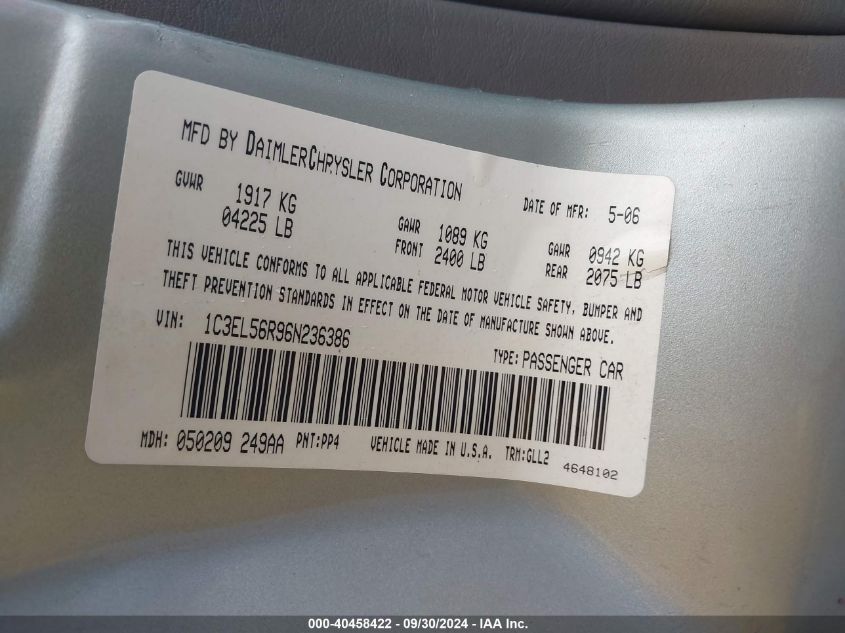 MFD BY DAIMLERCHRYSLER CORPORATION
DATE OF MFR: 5-06
GVWR 1917 KG
04225 LB
GAWR 1089 KG
FRONT 2400 LB
GAWR 0942 KG
REAR 2075 LB
THIS VEHICLE CONFORMS TO ALL APPLICABLE FEDERAL MOTOR VEHICLE SAFETY, BUMPER AND
THEFT PREVENTION STANDARDS IN EFFECT ON THE DATE OF MANUFACTURE SHOWN ABOVE.
VIN: 1C3EL56R96N236386
TYPE: PASSENGER CAR
MDH: 050209 249AA PNT:PP4 VEHICLE MADE IN U.S.A. TRM:GLL2
4648102
000-40458422 - 09/30/2024 - IAA Inc.